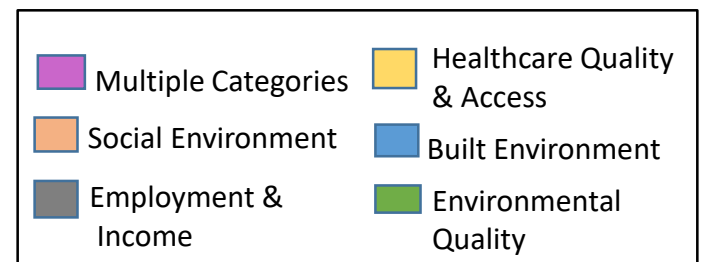 Multiple Categories
Social Environment
Employment &
Income
Healthcare Quality
& Access
Built Environment
Environmental
Quality